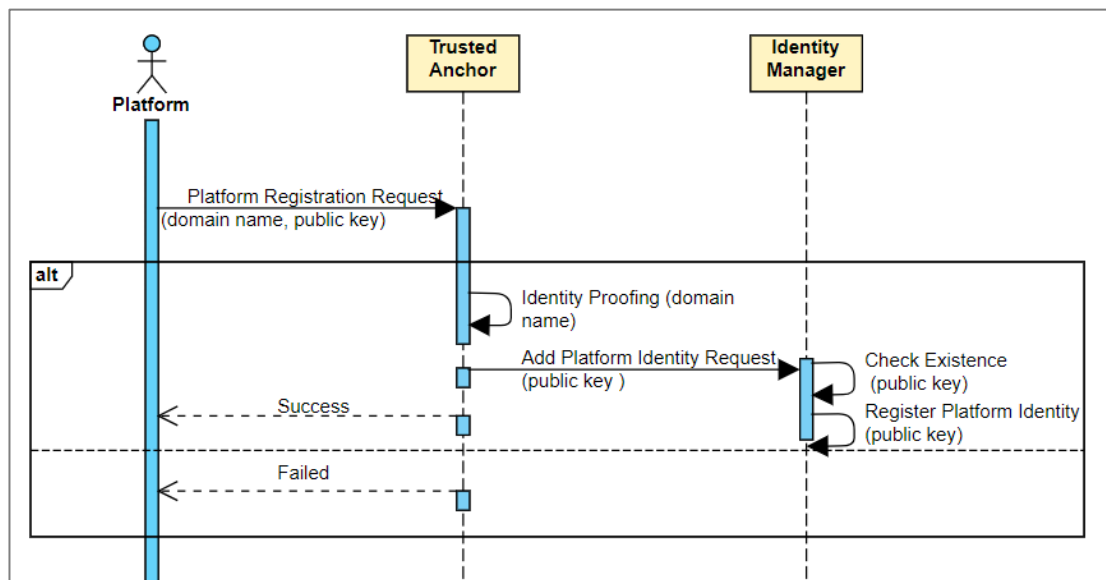 Trusted
Anchor
Identity
Manager
Platform
Platform Registration Request
(domain name, public key)
alt
Identity Proofing (domain
name)
Add Platform Identity Request
(public key )
Check Existence
(public key)
Success
Register Platform Identity
(public key)
Failed